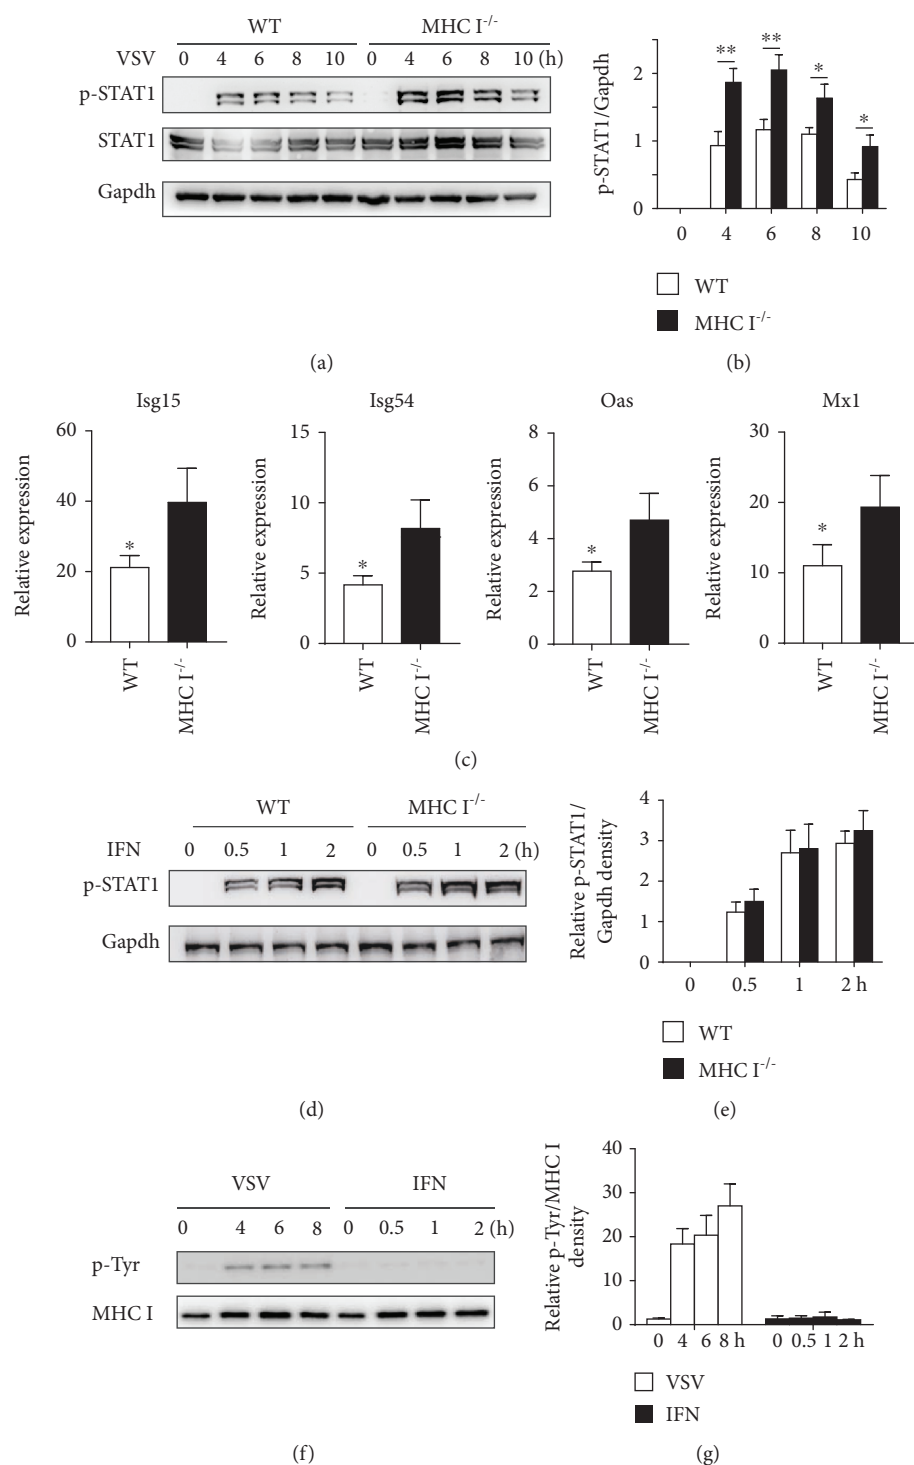 WT MHC I-/-
VSV 0 4 6 8 10 0 4 6 8 10 (h)
p-STAT1
STAT1
Gapdh
(a)
p-STAT1/Gapdh
3
2
1
0
** ** * *
0 4 6 8 10
WT
MHC I-/-
(b)
Isg15
Relative expression
60
40
20
0
*
WT
MHC I-/-
Isg54
Relative expression
15
10
5
0
*
WT
MHC I-/-
Oas
Relative expression
8
6
4
2
0
*
WT
MHC I-/-
Mx1
Relative expression
30
20
10
0
*
WT
MHC I-/-
(c)
WT MHC I-/-
IFN 0 0.5 1 2 0 0.5 1 2 (h)
p-STAT1
Gapdh
(d)
Relative p-STAT1/
Gapdh density
4
3
2
1
0
0 0.5 1 2 h
WT
MHC I-/-
(e)
VSV IFN
0 4 6 8 0 0.5 1 2 (h)
p-Tyr
MHC I
(f)
Relative p-Tyr/MHC I
density
40
30
20
10
0
0 4 6 8 h 0 0.5 1 2 h
VSV
IFN
(g)